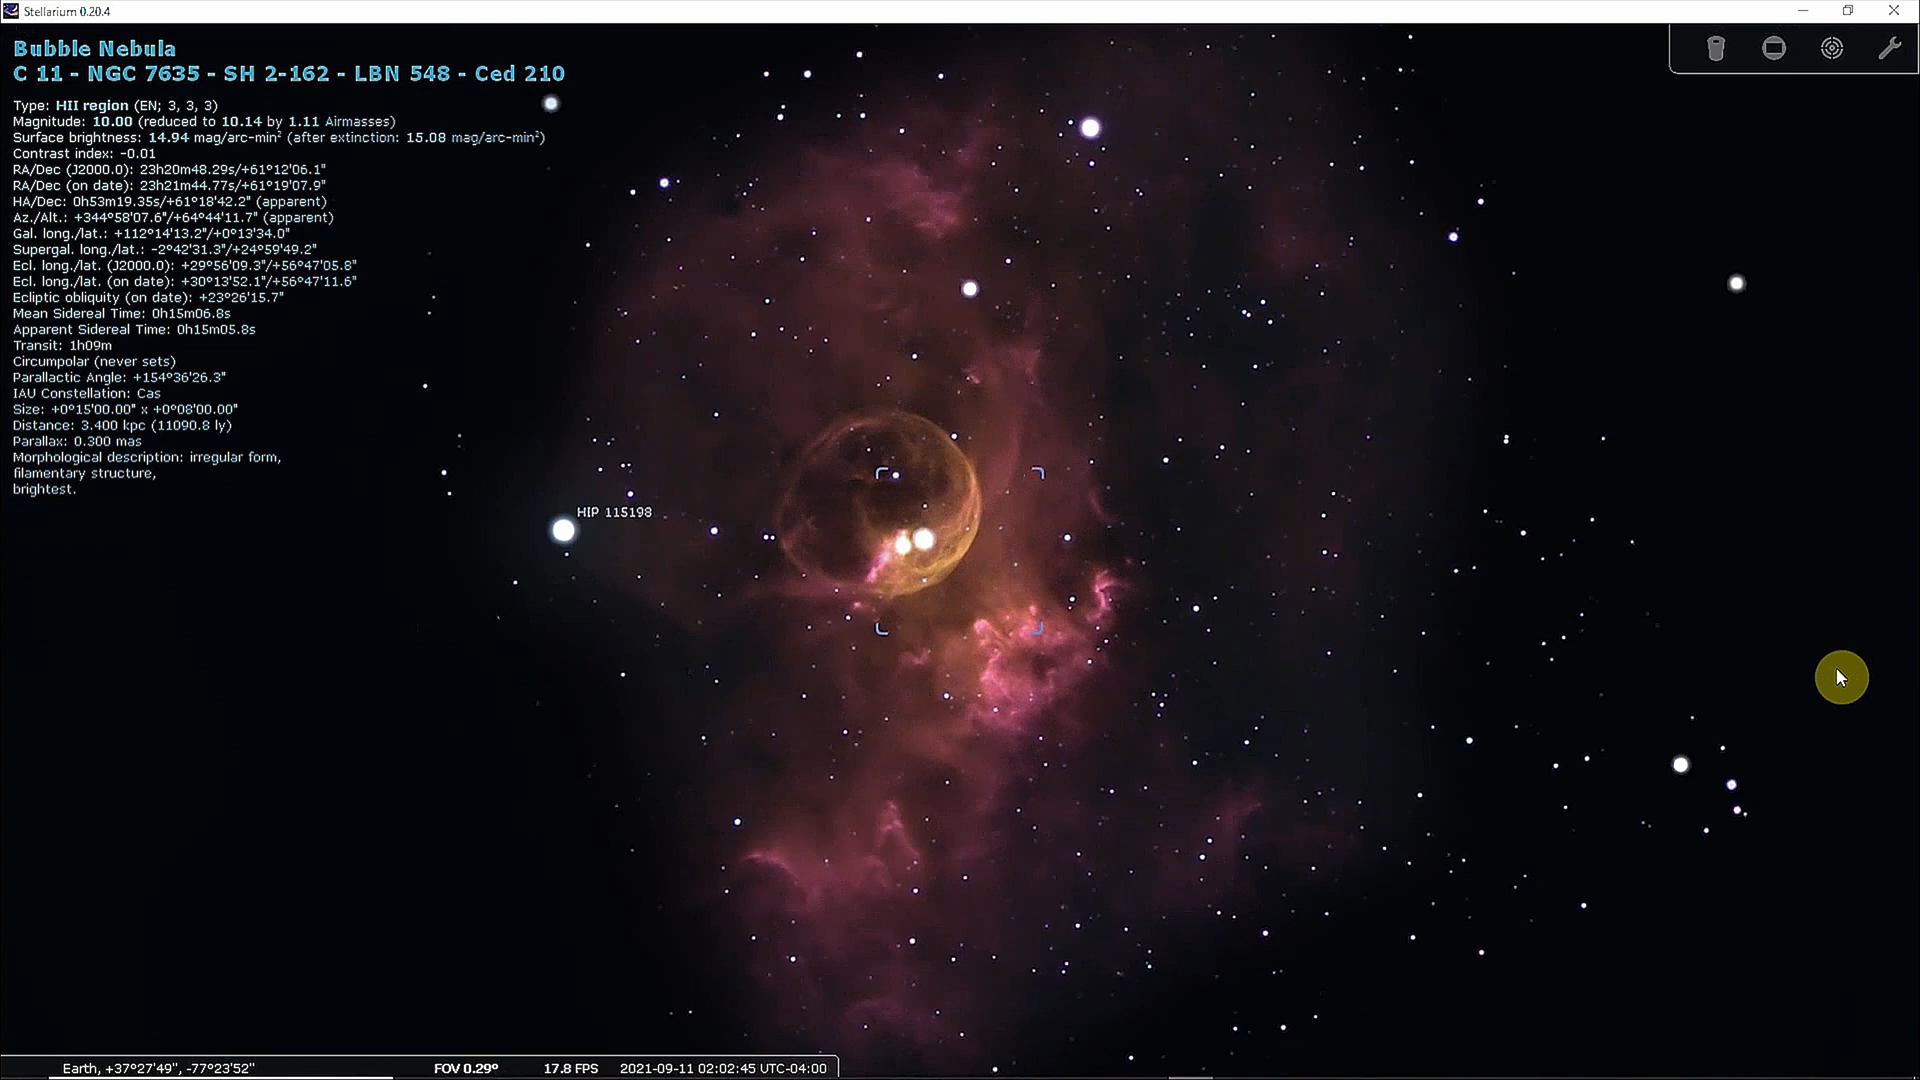 Stellarium 0.20.4
Bubble Nebula
C 11 - NGC 7635 - SH 2-162 - LBN 548 - Ced 210
Type: HII region (EN; 3, 3, 3)
Magnitude: 10.00 (reduced to 10.14 by 1.11 Airmasses)
Surface brightness: 14.94 mag/arc-min² (after extinction: 15.08 mag/arc-min²)
Contrast index: -0.01
RA/Dec (J2000.0): 23h20m48.29s/+61°12'06.1"
RA/Dec (on date): 23h21m44.77s/+61°19'07.9"
HA/Dec: 0h53m19.35s/+61°18'42.2" (apparent)
Az./Alt.: +344°58'07.6"/+64°44'11.7" (apparent)
Gal. long./lat.: +112°14'13.2"/+0°13'34.0"
Supergal. long./lat.: -2°42'31.3"/+24°59'49.2"
Ecl. long./lat. (J2000.0): +29°56'09.3"/+56°47'05.8"
Ecl. long./lat. (on date): +30°13'52.1"/+56°47'11.6"
Ecliptic obliquity (on date): +23°26'15.7"
Mean Sidereal Time: 0h15m06.8s
Apparent Sidereal Time: 0h15m05.8s
Transit: 1h09m
Circumpolar (never sets)
Parallactic Angle: +154°36'26.3"
IAU Constellation: Cas
Size: +0°15'00.00" x +0°08'00.00"
Distance: 3.400 kpc (11090.8 ly)
Parallax: 0.300 mas
Morphological description: irregular form,
filamentary structure,
brightest.
HIP 115198
Earth, +37°27'49", -77°23'52" FOV 0.29° 17.8 FPS 2021-09-11 02:02:45 UTC-04:00